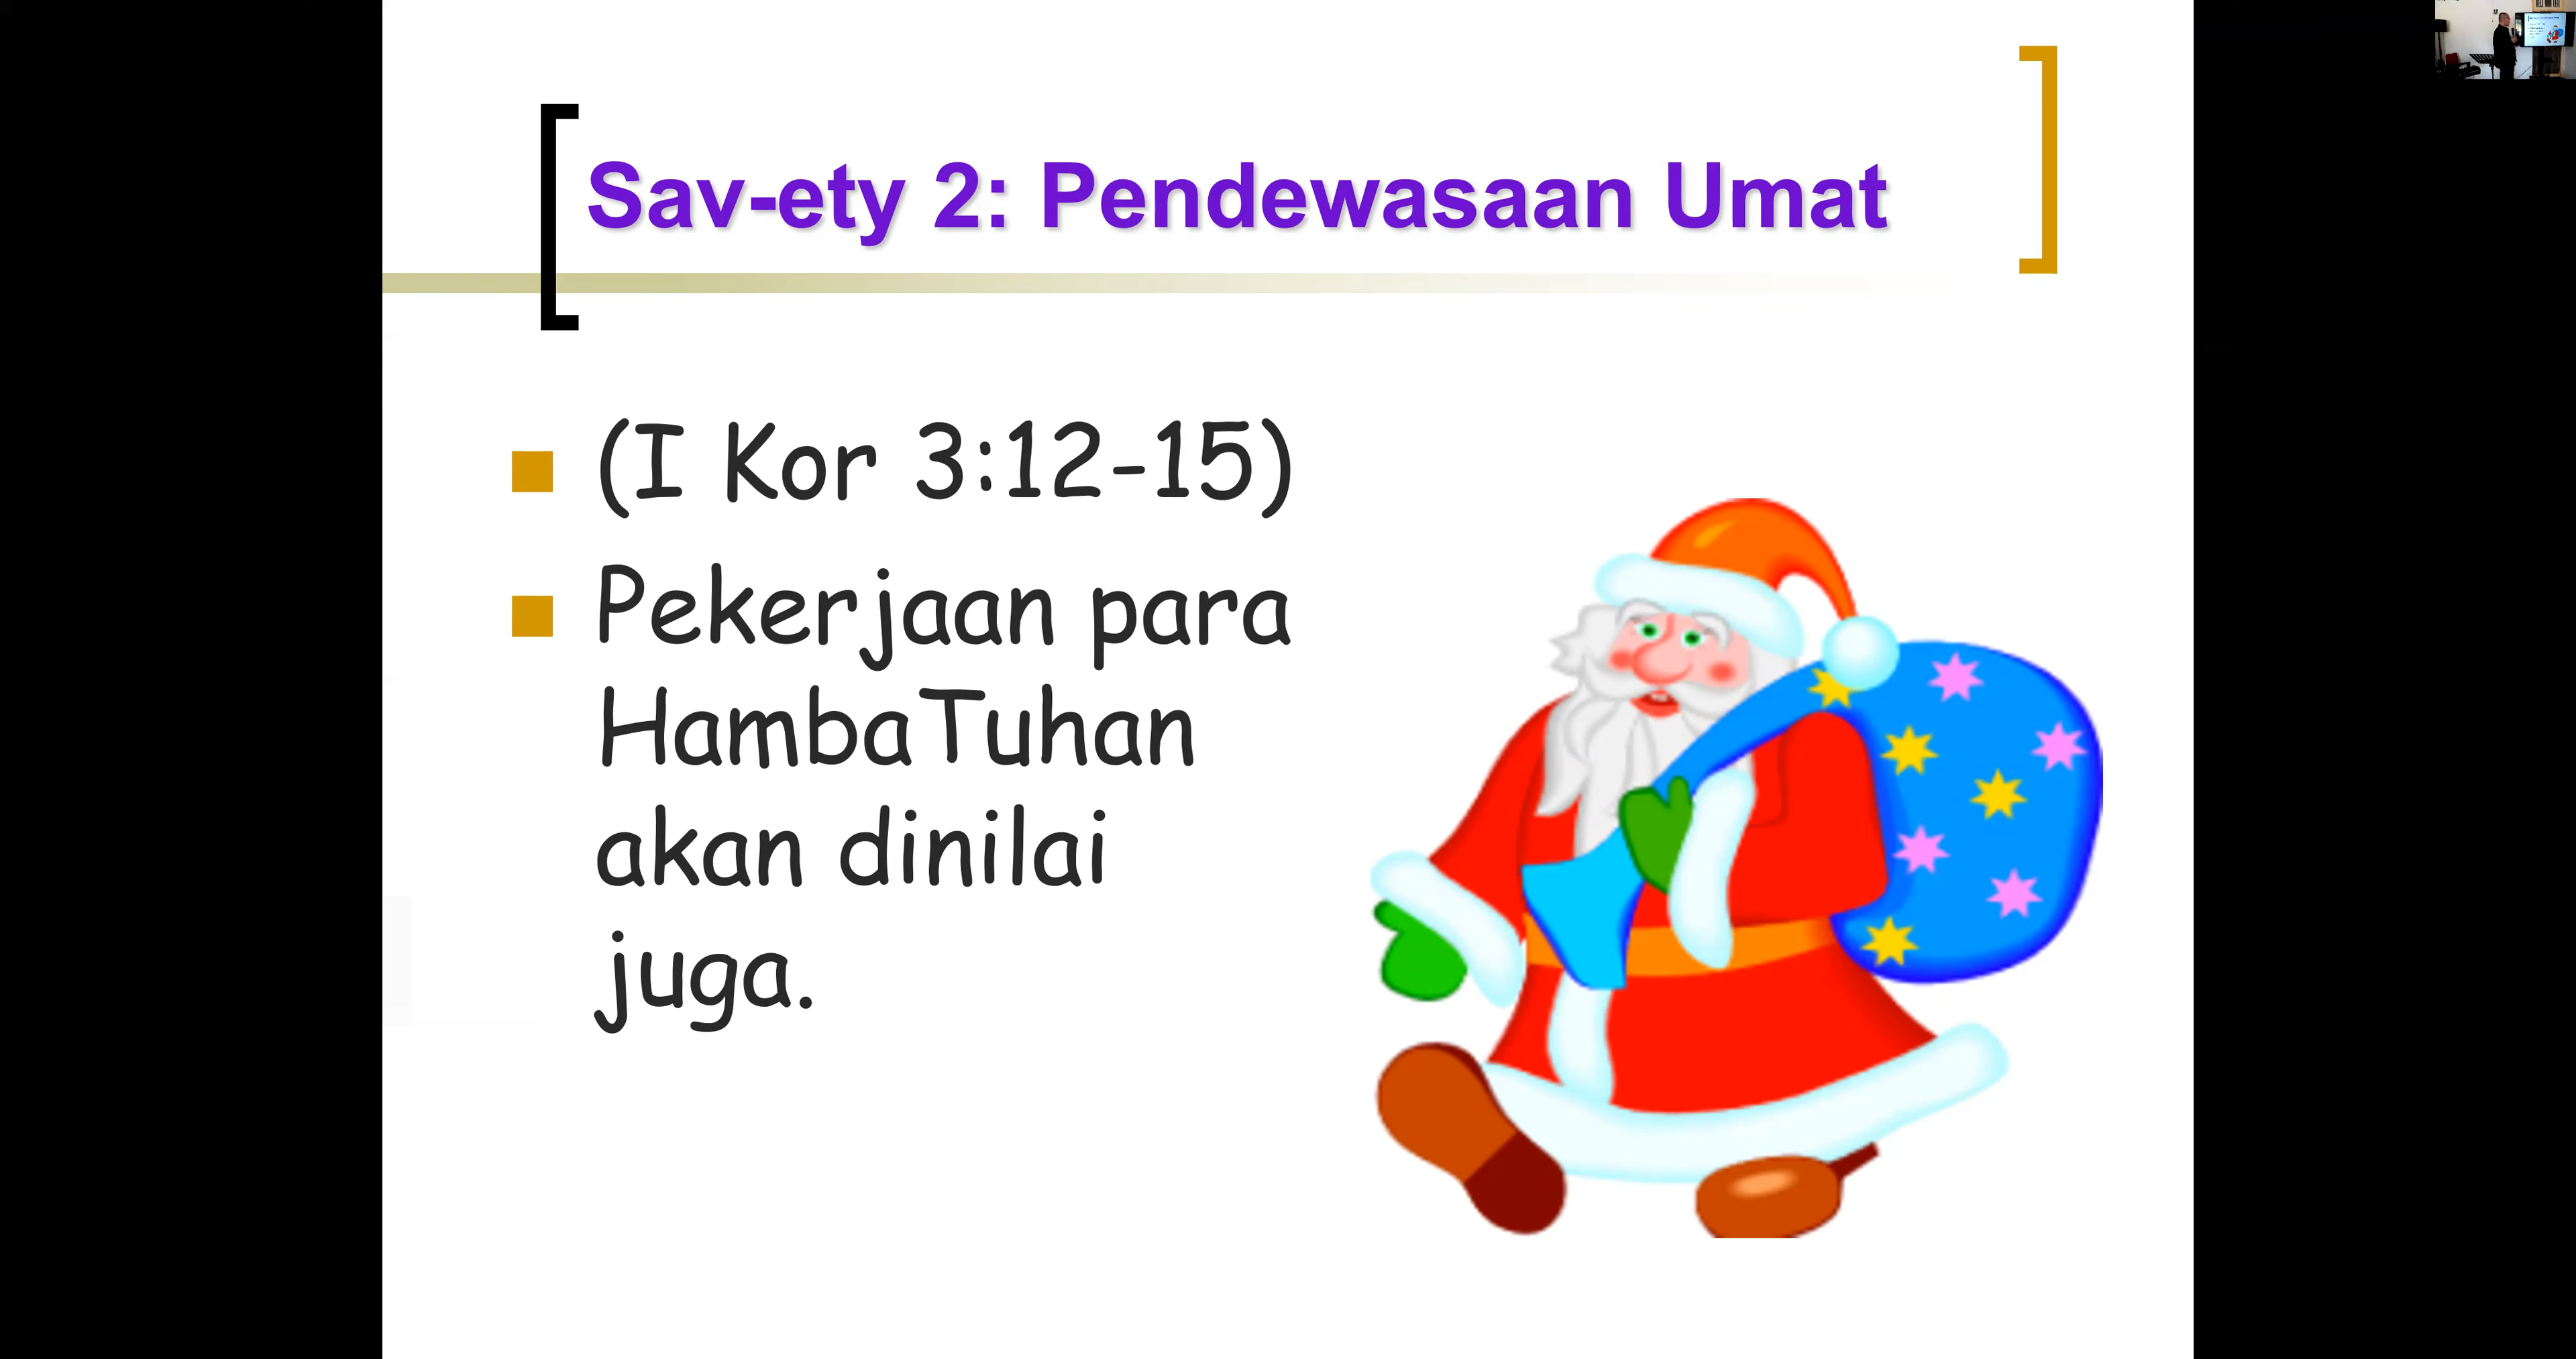 Sav-ety 2: Pendewasaan Umat
(I Kor 3:12-15)
Pekerjaan para
HambaTuhan
akan dinilai
juga.